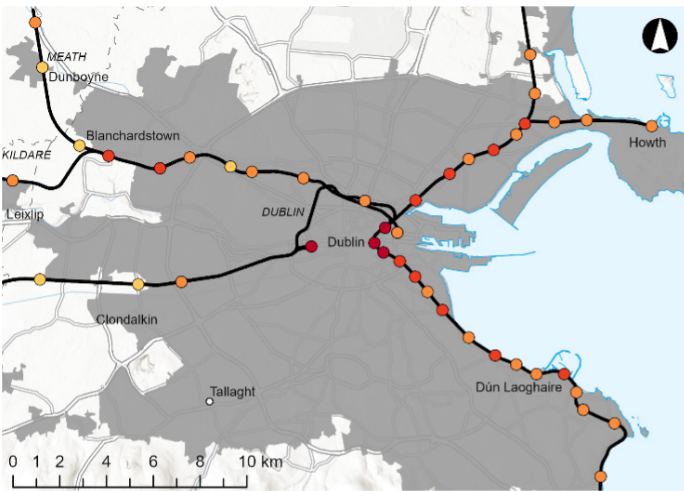 MEATH
Dunboyne
Blanchardstown
KILDARE
Howth
Leixlip
DUBLIN
Dublin
Clondalkin
Dún Laoghaire
Tallaght
0 1 2 4 6 8 10 km